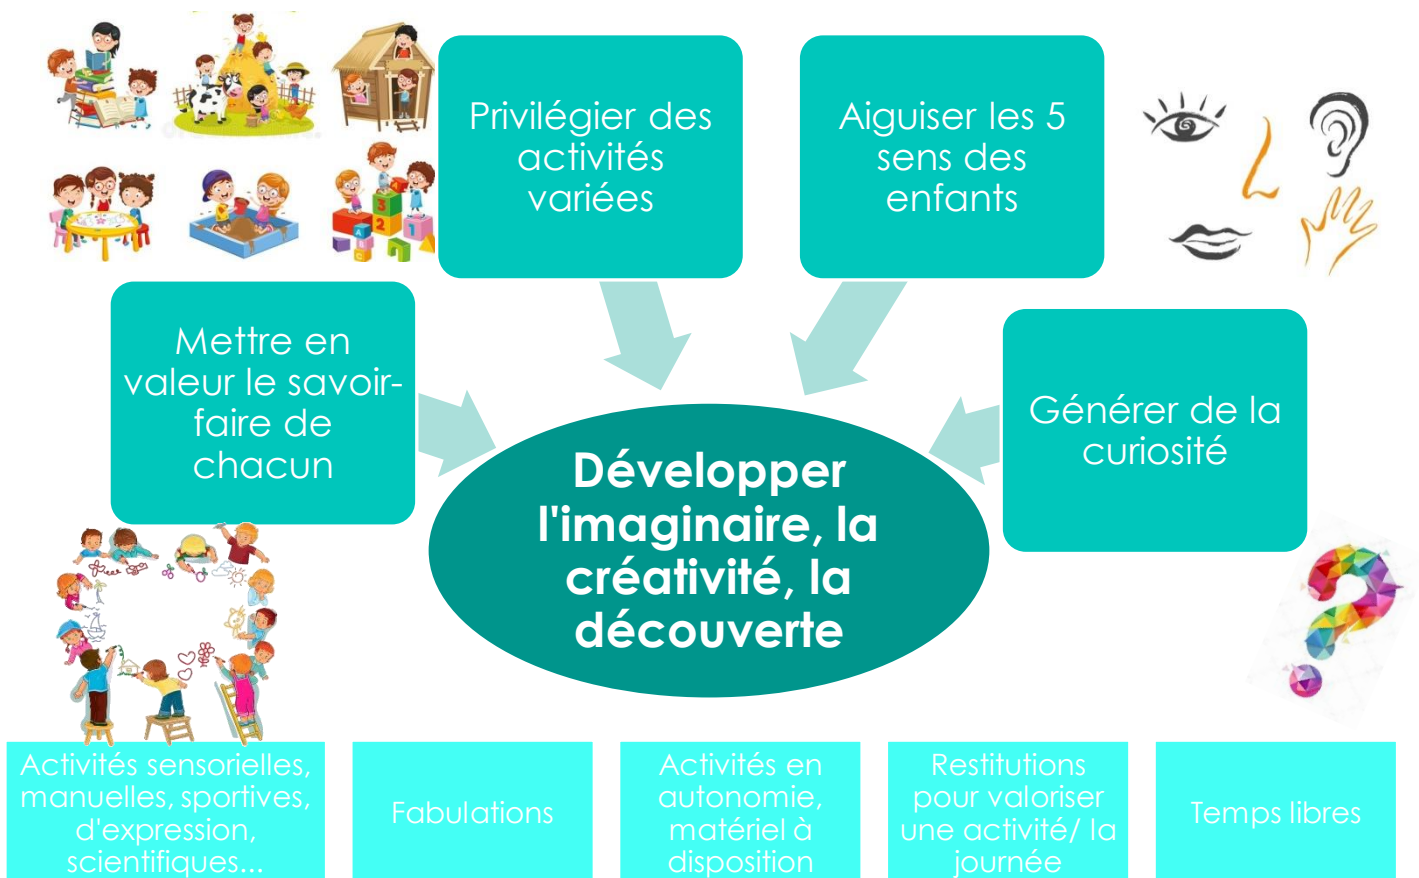 Privilégier des
activités
variées
Aiguiser les 5
sens des
enfants
Mettre en
valeur le savoir-
faire de
chacun
Générer de la
curiosité
Développer
l'imaginaire, la
créativité, la
découverte
Activités sensorielles,
manuelles, sportives,
d'expression,
scientifiques...
Fabulations
Activités en
autonomie,
matériel à
disposition
Restitutions
pour valoriser
une activité/ la
journée
Temps libres